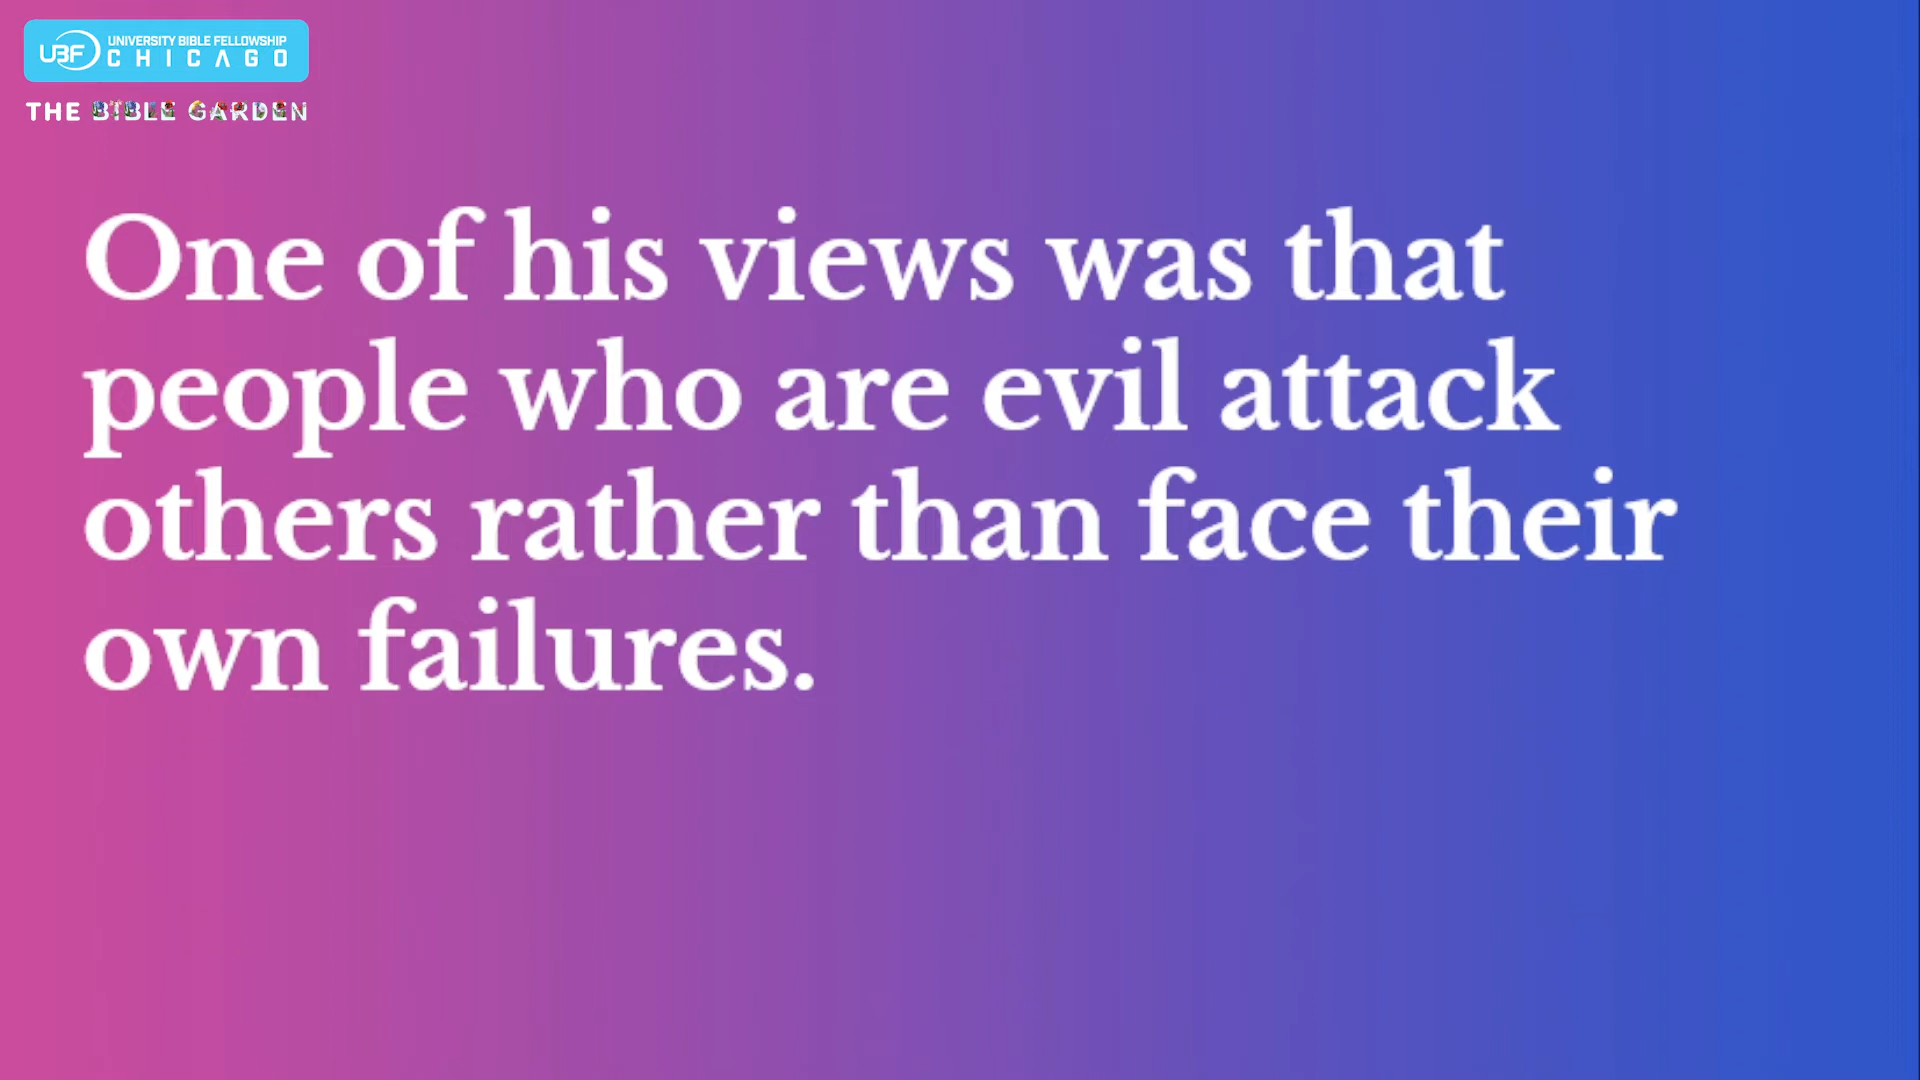 UBF UNIVERSITY BIBLE FELLOWSHIP
CHICAGO
THE BIBLE GARDEN
One of his views was that
people who are evil attack
others rather than face their
own failures.